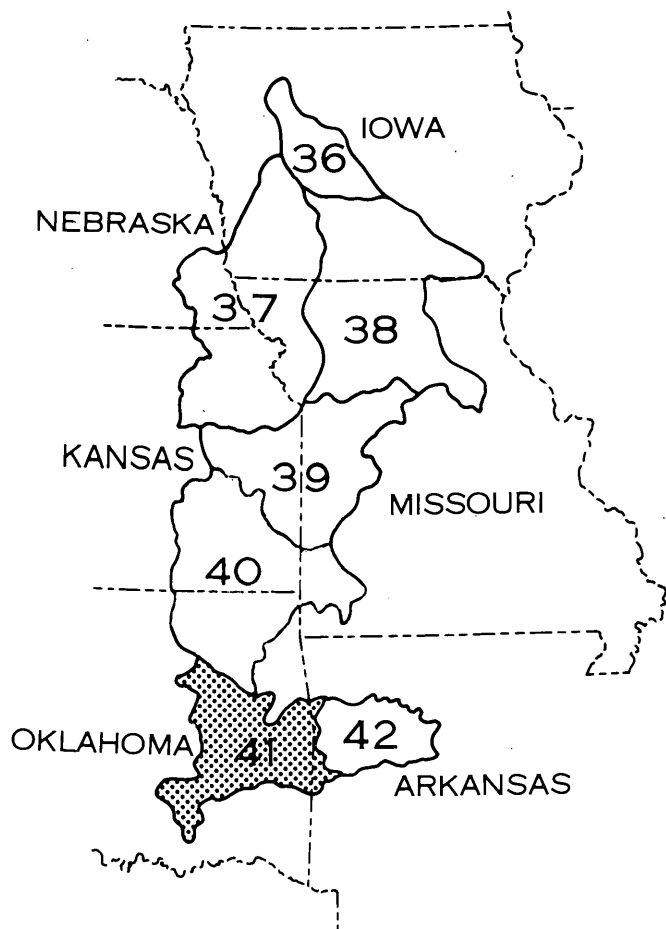 36
IOWA
NEBRASKA
37
38
KANSAS
39
MISSOURI
40
OKLAHOMA
41
42
ARKANSAS